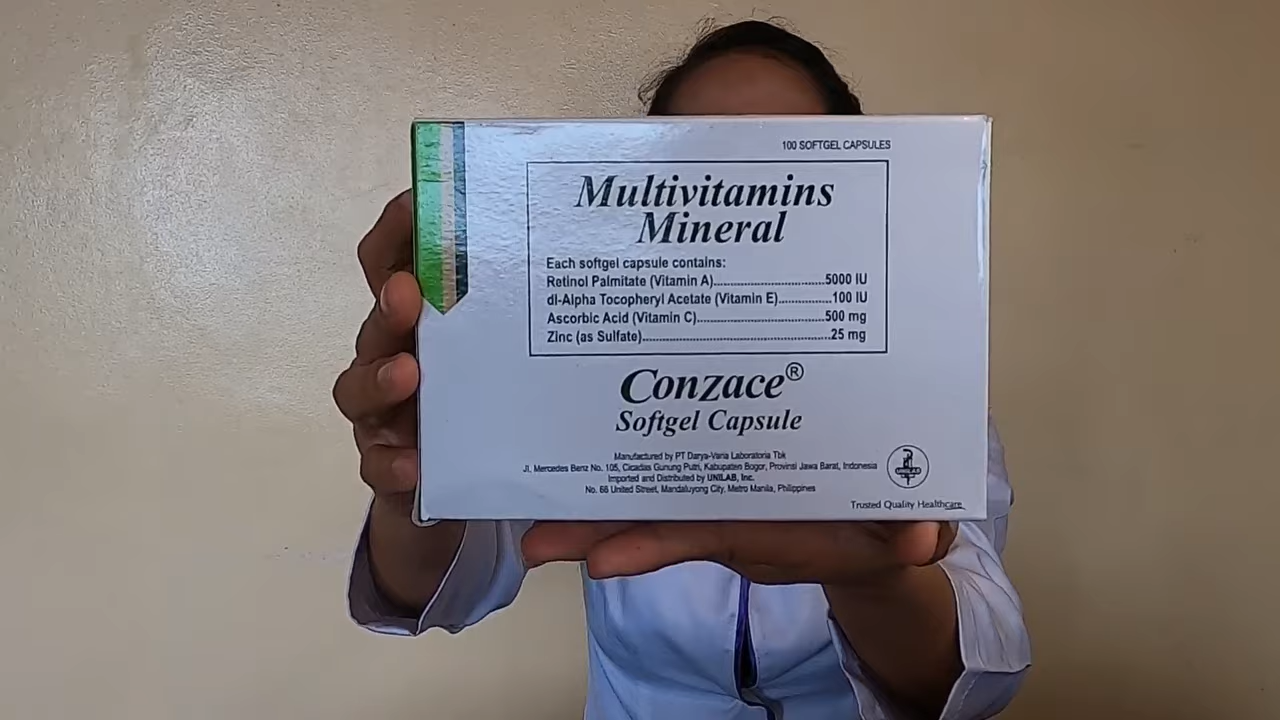 100 SOFTGEL CAPSULES
Multivitamins
Mineral
Each softgel capsule contains:
Retinol Palmitate (Vitamin A)..............................5000 IU
dl-Alpha Tocopheryl Acetate (Vitamin E)..............100 IU
Ascorbic Acid (Vitamin C)...................................500 mg
Zinc (as Sulfate)....................................................25 mg
Conzace®
Softgel Capsule
Manufactured by PT Darya-Varia Laboratoria Tbk
Jl. Mercedes Benz No. 105, Cicadas Gunung Putri, Kabupaten Bogor, Provinsi Jawa Barat, Indonesia
Imported and Distributed by UNILAB, Inc.
No. 66 United Street, Mandaluyong City, Metro Manila, Philippines
UNILAB
Trusted Quality Healthcare